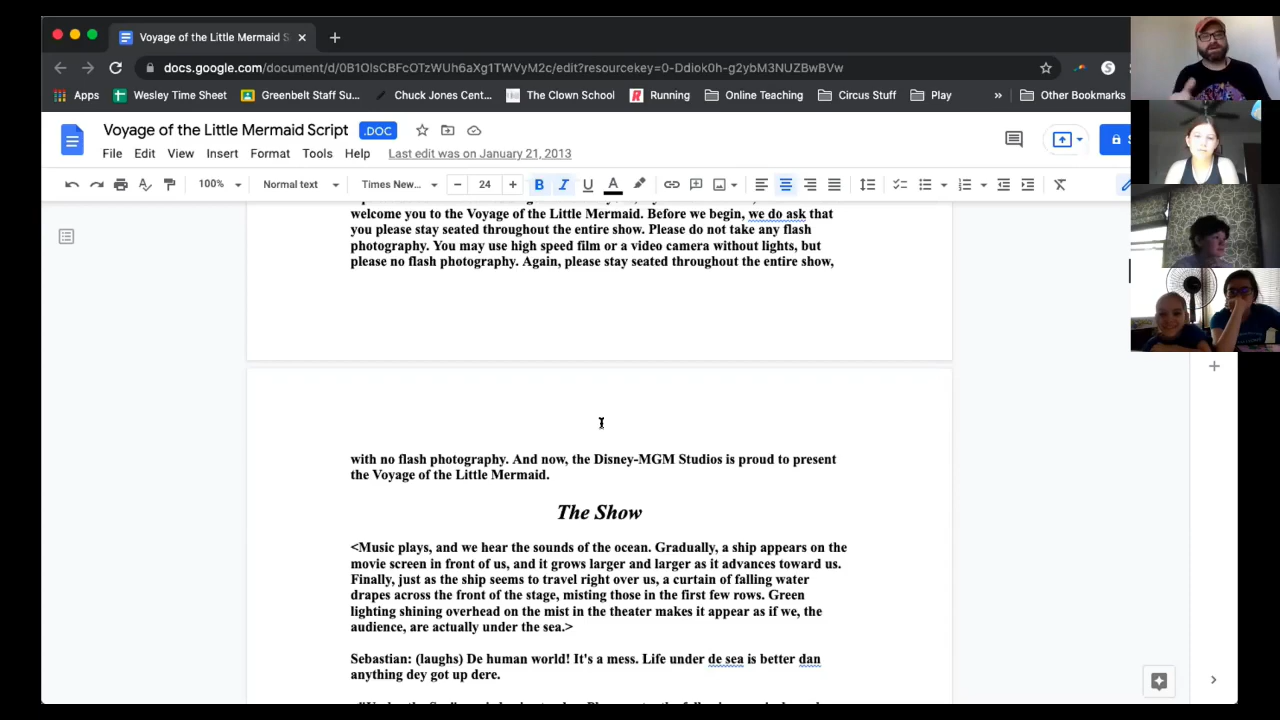 Voyage of the Little Mermaid S
docs.google.com/document/d/0B1OlsCBFcOTzWUh6aXg1TWVyM2c/edit?resourcekey=0-Ddiok0h-g2ybM3NUZBwBVw
Apps Wesley Time Sheet Greenbelt Staff Su... Chuck Jones Cent... The Clown School Running Online Teaching Circus Stuff Play » Other Bookmarks
Voyage of the Little Mermaid Script .DOC
File Edit View Insert Format Tools Help Last edit was on January 21, 2013
100% Normal text Times New... 24
welcome you to the Voyage of the Little Mermaid. Before we begin, we do ask that
you please stay seated throughout the entire show. Please do not take any flash
photography. You may use high speed film or a video camera without lights, but
please no flash photography. Again, please stay seated throughout the entire show,
with no flash photography. And now, the Disney-MGM Studios is proud to present
the Voyage of the Little Mermaid.
The Show
<Music plays, and we hear the sounds of the ocean. Gradually, a ship appears on the
movie screen in front of us, and it grows larger and larger as it advances toward us.
Finally, just as the ship seems to travel right over us, a curtain of falling water
drapes across the front of the stage, misting those in the first few rows. Green
lighting shining overhead on the mist in the theater makes it appear as if we, the
audience, are actually under the sea.>
Sebastian: (laughs) De human world! It's a mess. Life under de sea is better dan
anything dey got up dere.